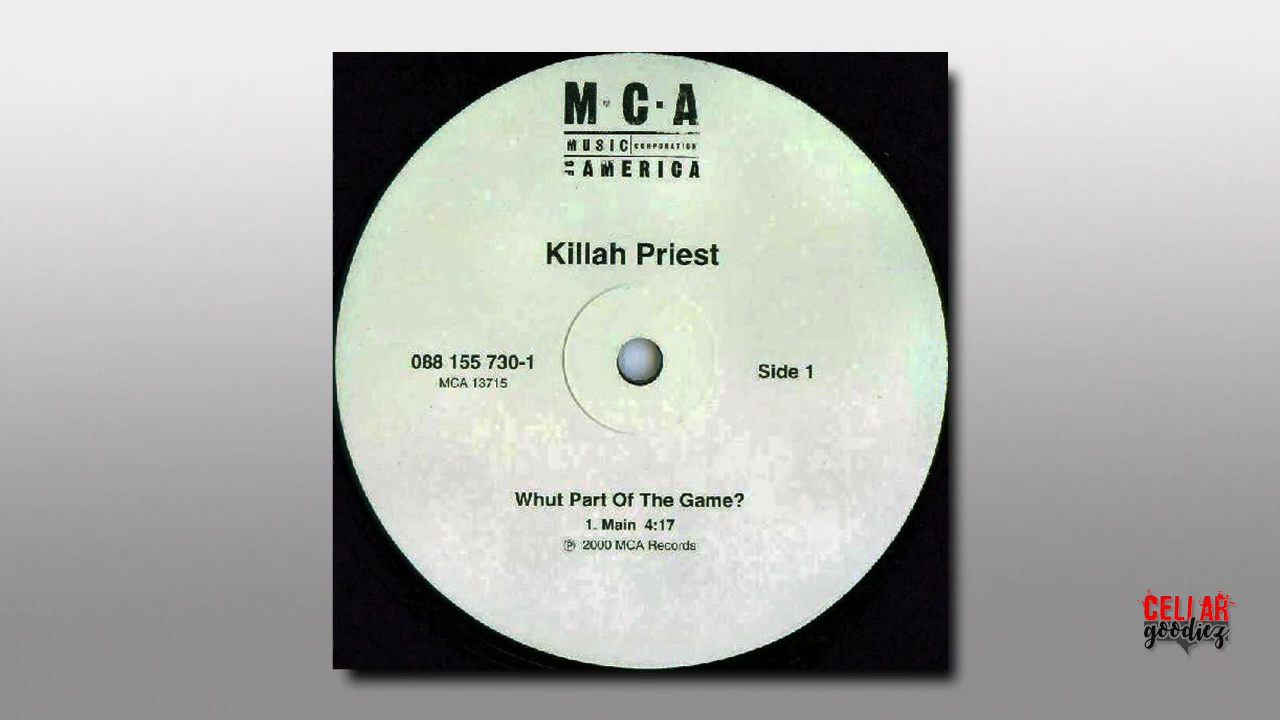 M·C·A
MUSIC CORPORATION
OF AMERICA
Killah Priest
088 155 730-1
MCA 13715
Side 1
Whut Part Of The Game?
1. Main 4:17
℗ 2000 MCA Records
CELLAR
goodiez